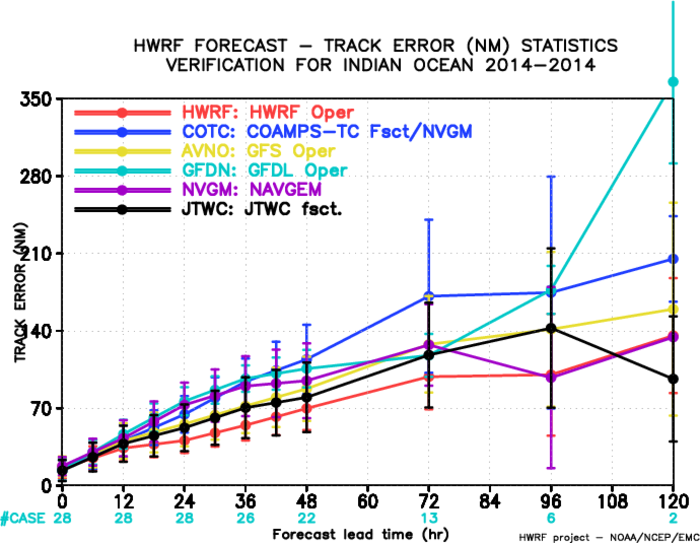 HWRF FORECAST – TRACK ERROR (NM) STATISTICS
VERIFICATION FOR INDIAN OCEAN 2014–2014
350
HWRF: HWRF Oper
COTC: COAMPS–TC Fsct/NVGM
AVNO: GFS Oper
GFDN: GFDL Oper
NVGM: NAVGEM
JTWC: JTWC fsct.
280
210
140
70
0
TRACK ERROR (NM)
0 12 24 36 48 60 72 84 96 108 120
#CASE 28 28 28 26 22 13 6 2
Forecast lead time (hr)
HWRF project – NOAA/NCEP/EMC